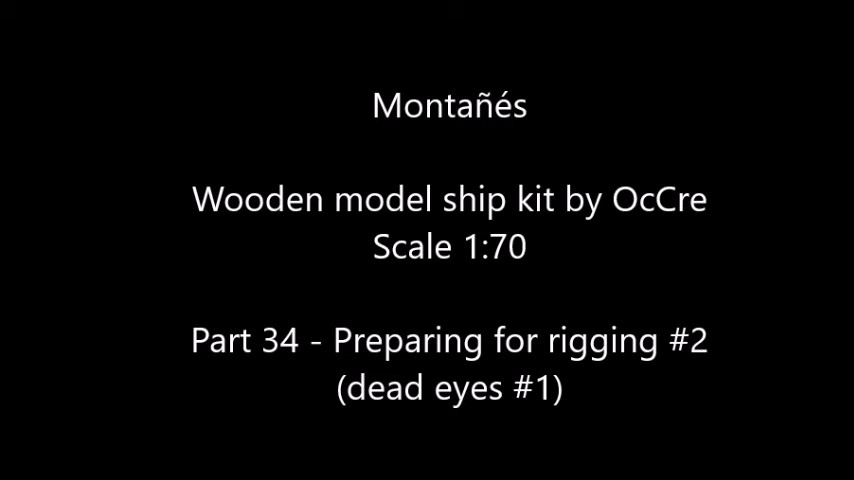 Montañés
Wooden model ship kit by OcCre
Scale 1:70
Part 34 - Preparing for rigging #2
(dead eyes #1)